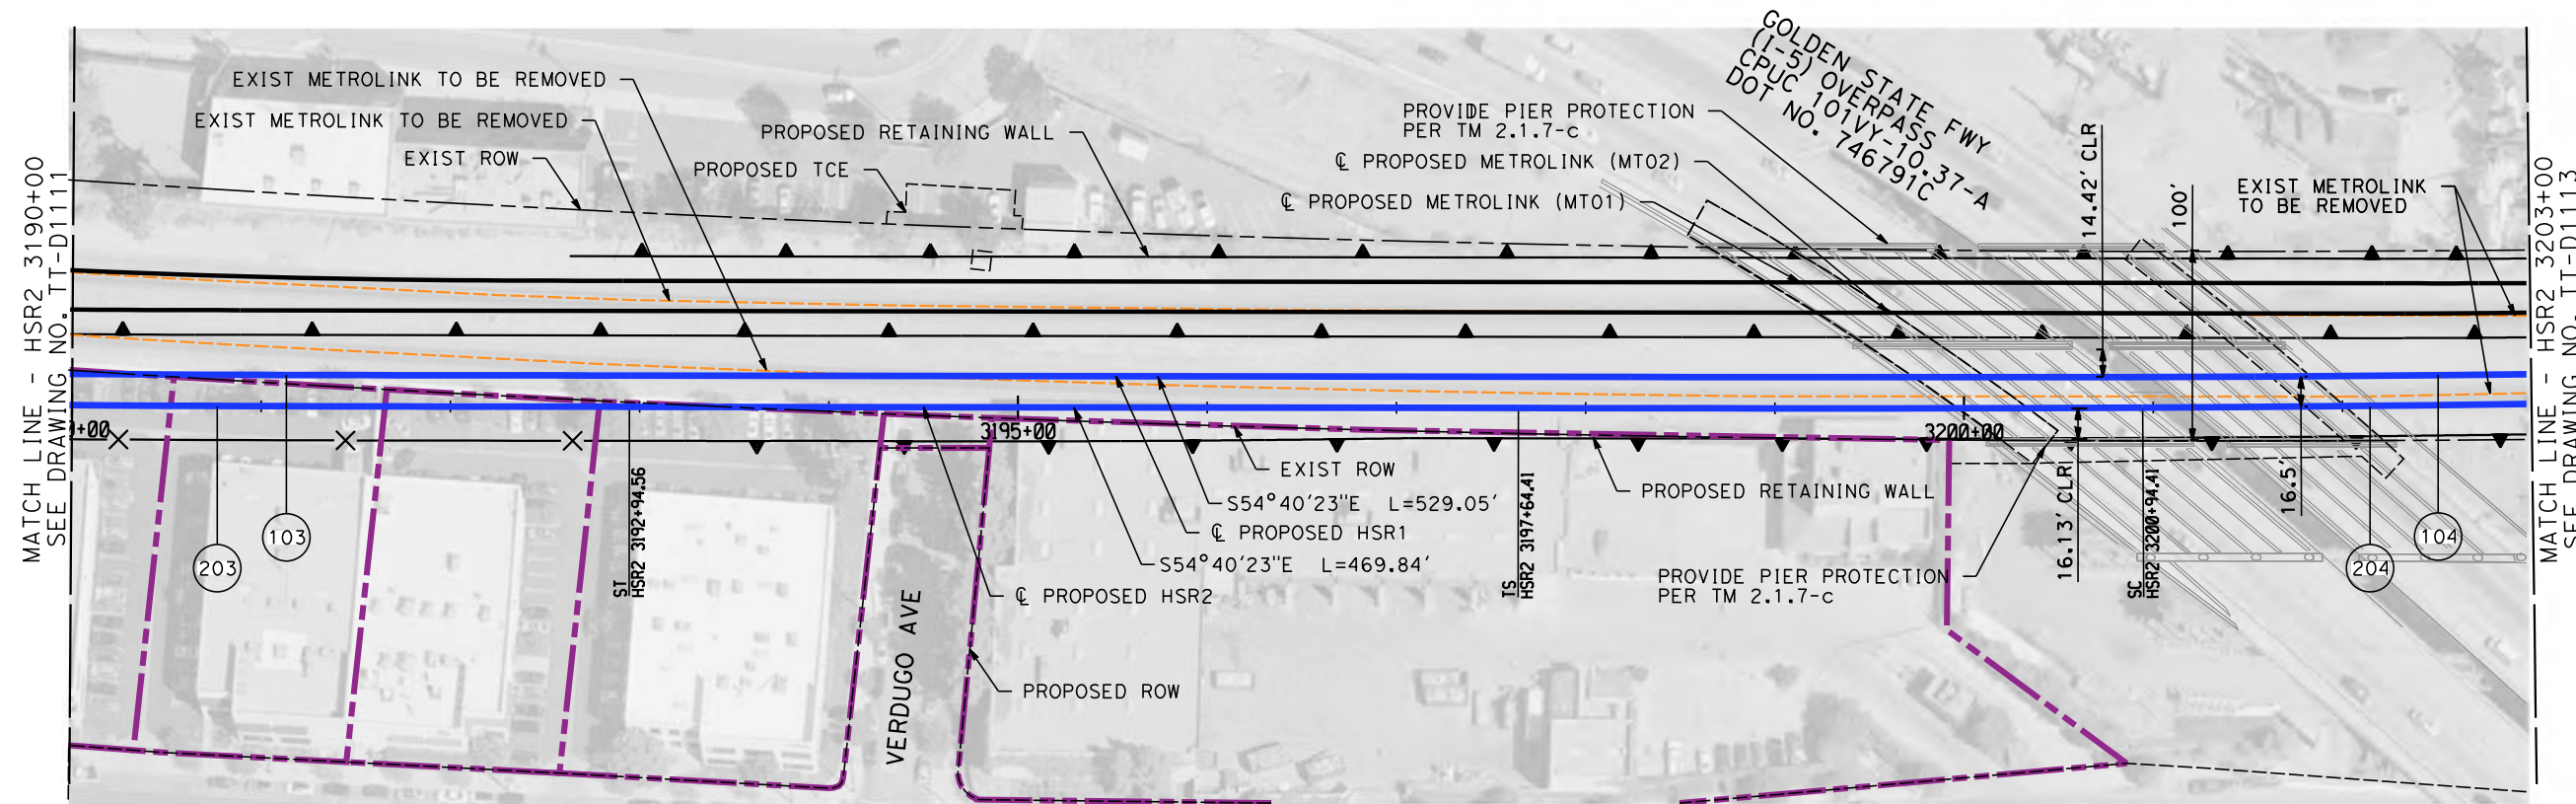 GOLDEN STATE FWY
(I-5) OVERPASS
CPUC 101VY-10.37-A
DOT NO. 746791C
EXIST METROLINK TO BE REMOVED
EXIST METROLINK TO BE REMOVED
EXIST ROW
PROPOSED RETAINING WALL
PROPOSED TCE
PROVIDE PIER PROTECTION
PER TM 2.1.7-c
℄ PROPOSED METROLINK (MT02)
℄ PROPOSED METROLINK (MT01)
14.42' CLR
100'
EXIST METROLINK
TO BE REMOVED
MATCH LINE - HSR2 3190+00
SEE DRAWING NO. TT-D1111
MATCH LINE - HSR2 3203+00
SEE DRAWING NO. TT-D1113
+00
3195+00
3200+00
EXIST ROW
S54°40'23"E L=529.05'
℄ PROPOSED HSR1
S54°40'23"E L=469.84'
℄ PROPOSED HSR2
PROPOSED RETAINING WALL
PROVIDE PIER PROTECTION
PER TM 2.1.7-c
16.13' CLR
16.5'
ST
HSR2 3192+94.56
TS
HSR2 3197+64.41
SC
HSR2 3200+94.41
103
203
104
204
VERDUGO AVE
PROPOSED ROW